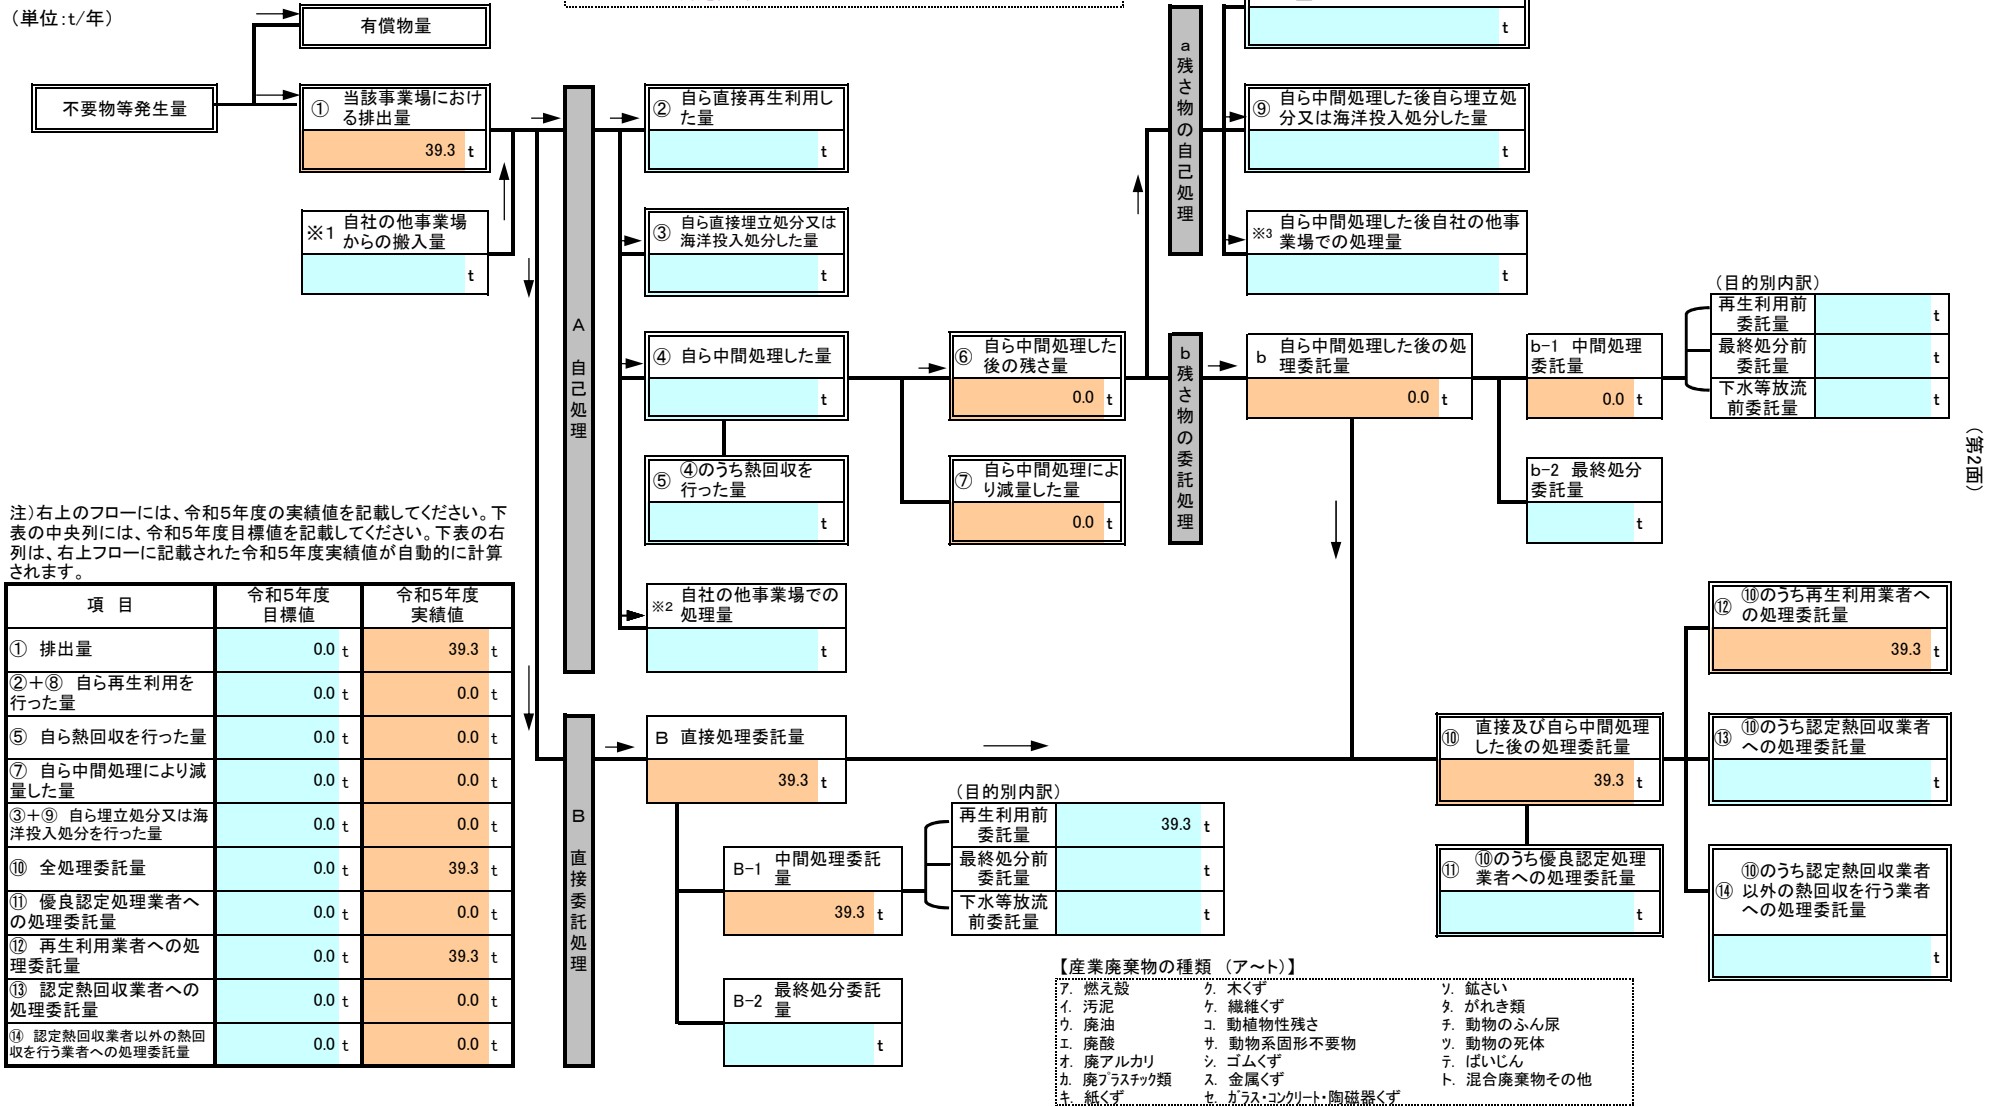 （単位：t/年）
有償物量
不要物等発生量
① 当該事業場におけ
る排出量
39.3 t
※1 自社の他事業場
からの搬入量
t
A 自己処理
② 自ら直接再生利用し
た量
t
③ 自ら直接埋立処分又は
海洋投入処分した量
t
④ 自ら中間処理した量
t
⑤ ④のうち熱回収を
行った量
t
※2 自社の他事業場での
処理量
t
⑥ 自ら中間処理した
後の残さ量
0.0 t
⑦ 自ら中間処理によ
り減量した量
0.0 t
a 残さ物の自己処理
t
⑨ 自ら中間処理した後自ら埋立処
分又は海洋投入処分した量
t
※3 自ら中間処理した後自社の他事
業場での処理量
t
b 残さ物の委託処理
b 自ら中間処理した後の処
理委託量
0.0 t
b-1 中間処理
委託量
0.0 t
b-2 最終処分
委託量
t
（目的別内訳）
再生利用前
委託量
t
最終処分前
委託量
t
下水等放流
前委託量
t
（第2面）
注）右上のフローには、令和5年度の実績値を記載してください。下
表の中央列には、令和5年度目標値を記載してください。下表の右
列は、右上フローに記載された令和5年度実績値が自動的に計算
されます。
項 目 令和5年度 目標値 令和5年度 実績値
① 排出量 0.0 t 39.3 t
②＋⑧ 自ら再生利用を
行った量 0.0 t 0.0 t
⑤ 自ら熱回収を行った量 0.0 t 0.0 t
⑦ 自ら中間処理により減
量した量 0.0 t 0.0 t
③＋⑨ 自ら埋立処分又は海
洋投入処分を行った量 0.0 t 0.0 t
⑩ 全処理委託量 0.0 t 39.3 t
⑪ 優良認定処理業者へ
の処理委託量 0.0 t 0.0 t
⑫ 再生利用業者への処
理委託量 0.0 t 39.3 t
⑬ 認定熱回収業者への
処理委託量 0.0 t 0.0 t
⑭ 認定熱回収業者以外の熱回
収を行う業者への処理委託量 0.0 t 0.0 t
B 直接委託処理
B 直接処理委託量
39.3 t
B-1 中間処理委託
量
39.3 t
B-2 最終処分委託
量
t
（目的別内訳）
再生利用前
委託量
39.3 t
最終処分前
委託量
t
下水等放流
前委託量
t
⑩ 直接及び自ら中間処理
した後の処理委託量
39.3 t
⑪ ⑩のうち優良認定処理
業者への処理委託量
t
⑫ ⑩のうち再生利用業者へ
の処理委託量
39.3 t
⑬ ⑩のうち認定熱回収業者
への処理委託量
t
⑭ ⑩のうち認定熱回収業者
以外の熱回収を行う業者
への処理委託量
t
【産業廃棄物の種類 （ア～ト）】
ア. 燃え殻 ク. 木くず ソ. 鉱さい
イ. 汚泥 ケ. 繊維くず タ. がれき類
ウ. 廃油 コ. 動植物性残さ チ. 動物のふん尿
エ. 廃酸 サ. 動物系固形不要物 ツ. 動物の死体
オ. 廃アルカリ シ. ゴムくず テ. ばいじん
カ. 廃プラスチック類 ス. 金属くず ト. 混合廃棄物その他
キ. 紙くず セ. ガラス・コンクリート・陶磁器くず